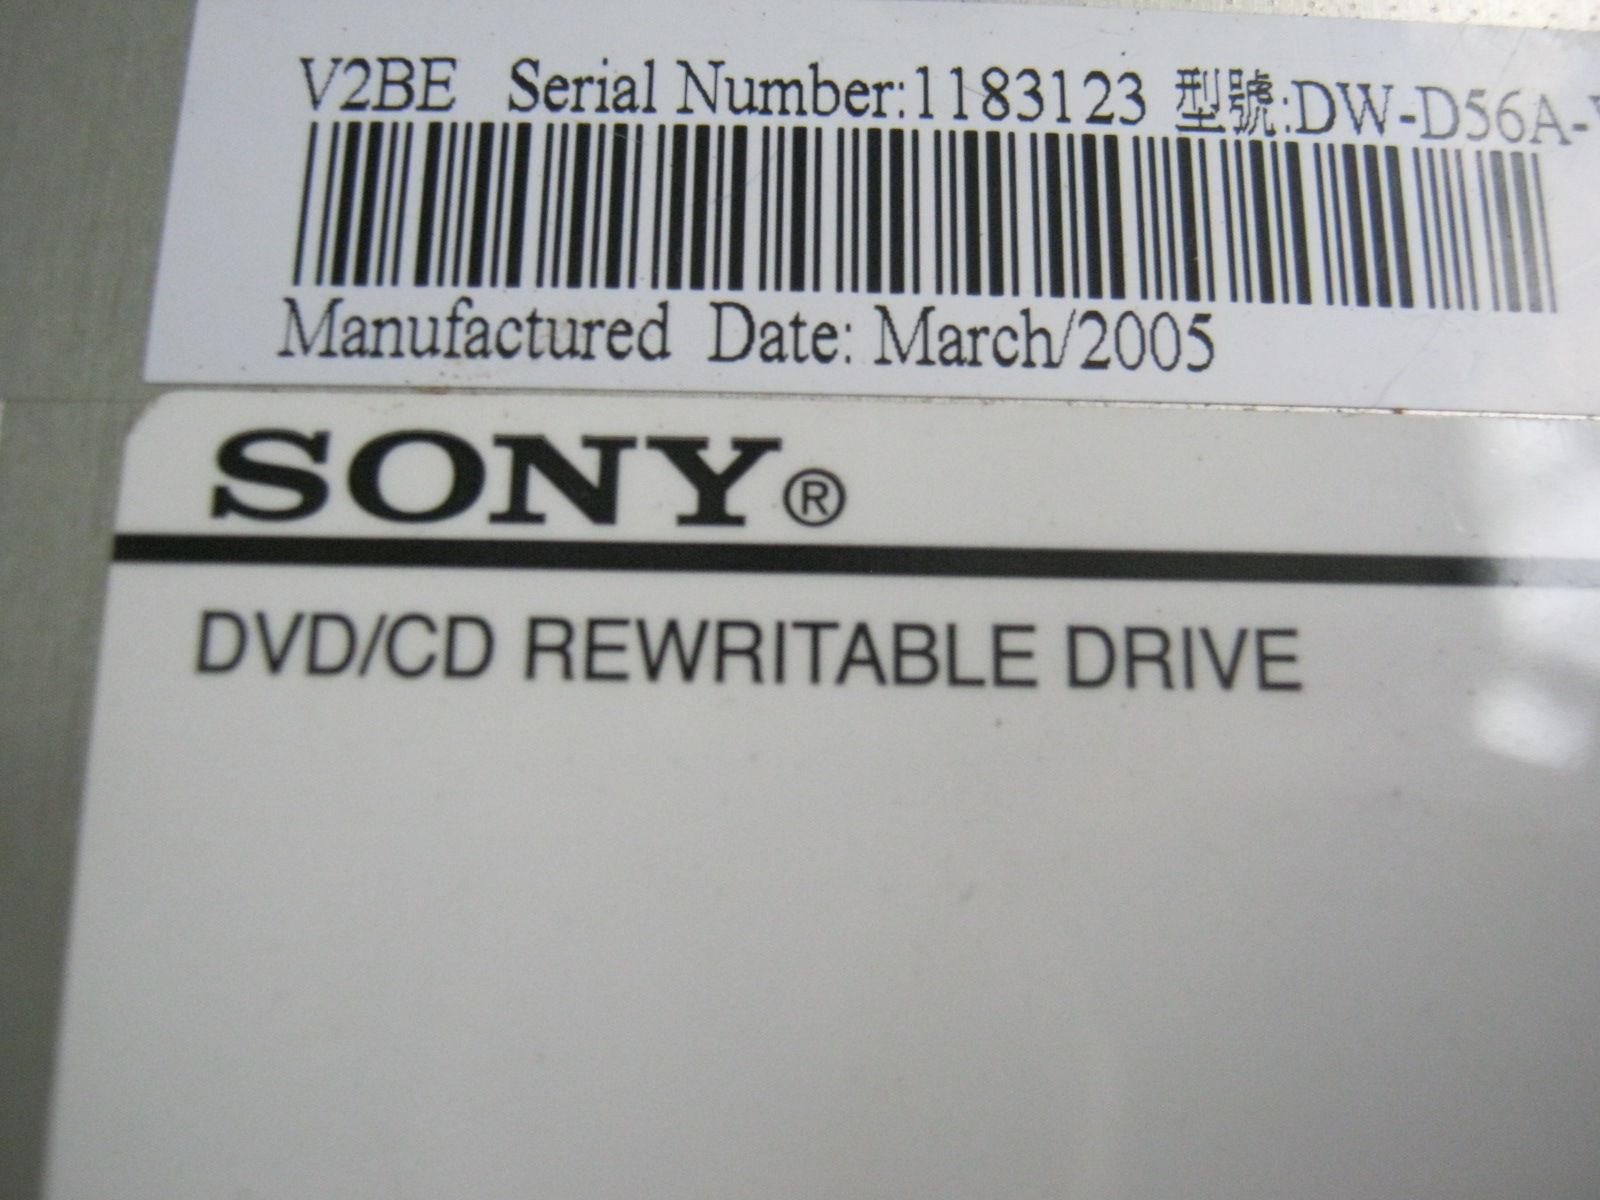 V2BE Serial Number:1183123 型號:DW-D56A-
Manufactured Date: March/2005
SONY®
DVD/CD REWRITABLE DRIVE